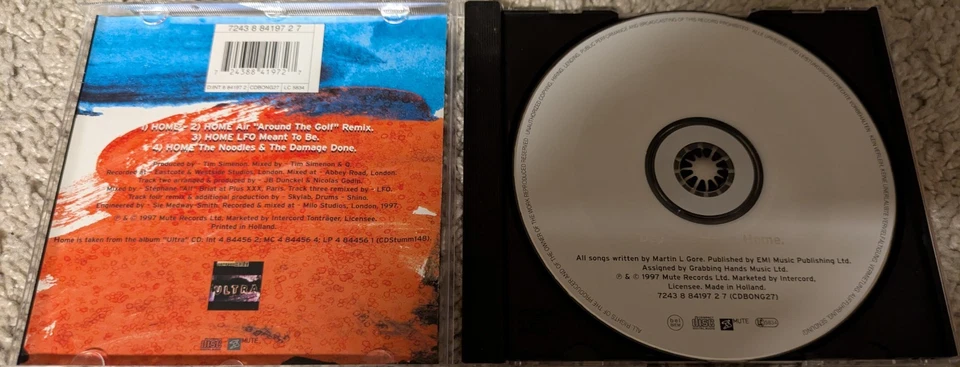 7243 8 84197 2 7
7 24388 41972 7
CDBONG27
1) HOME. 2) HOME Air "Around The Golf" Remix.
3) HOME LFO Meant To Be.
4) HOME The Noodles & The Damage Done.
Produced by - Tim Simenon. Mixed by - Tim Simenon & Q.
Recorded at - Eastcote & Westside Studios, London. Mixed at - Abbey Road, London.
Track two arranged & produced by - JB Dunckel & Nicolas Godin.
Mixed by - Stephane "Alf" Briat at Plus XXX, Paris. Track three remixed by - LFO.
Track four remix & additional production by - Skylab, Drums - Shino.
Engineered by - Sie Medway-Smith. Recorded & mixed at - Milo Studios, London, 1997.
℗ & © 1997 Mute Records Ltd. Marketed by Intercord Tonträger, Licensee.
Printed in Holland.
Home is taken from the album "Ultra" CD, Int 4 84456 2; MC 4 84456 4; LP 4 84456 1 (CDStumm148).
ULTRA
MUTE
Home.
All songs written by Martin L Gore. Published by EMI Music Publishing Ltd.
Assigned by Grabbing Hands Music Ltd.
℗ & © 1997 Mute Records Ltd. Marketed by Intercord,
Licensee. Made in Holland.
7243 8 84197 2 7 (CDBONG27)
MUTE